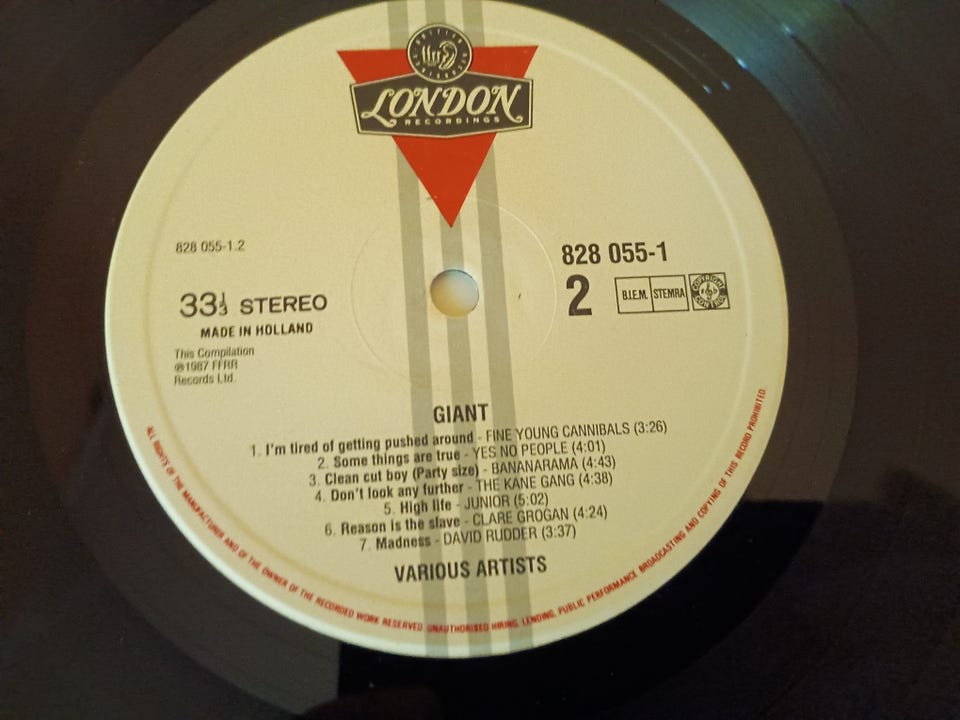 LONDON
RECORDINGS
828 055-1.2
828 055-1
2
B.I.E.M. STEMRA
COPYRIGHT CONTROL
33⅓ STEREO
MADE IN HOLLAND
This Compilation
℗1987 FFRR
Records Ltd.
GIANT
1. I'm tired of getting pushed around - FINE YOUNG CANNIBALS (3:26)
2. Some things are true - YES NO PEOPLE (4:01)
3. Clean cut boy (Party size) - BANANARAMA (4:43)
4. Don't look any further - THE KANE GANG (4:38)
5. High life - JUNIOR (5:02)
6. Reason is the slave - CLARE GROGAN (4:24)
7. Madness - DAVID RUDDER (3:37)
VARIOUS ARTISTS
ALL RIGHTS OF THE MANUFACTURER AND OF THE OWNER OF THE RECORDED WORK RESERVED. UNAUTHORISED HIRING, LENDING, PUBLIC PERFORMANCE BROADCASTING AND COPYING OF THIS RECORD PROHIBITED.